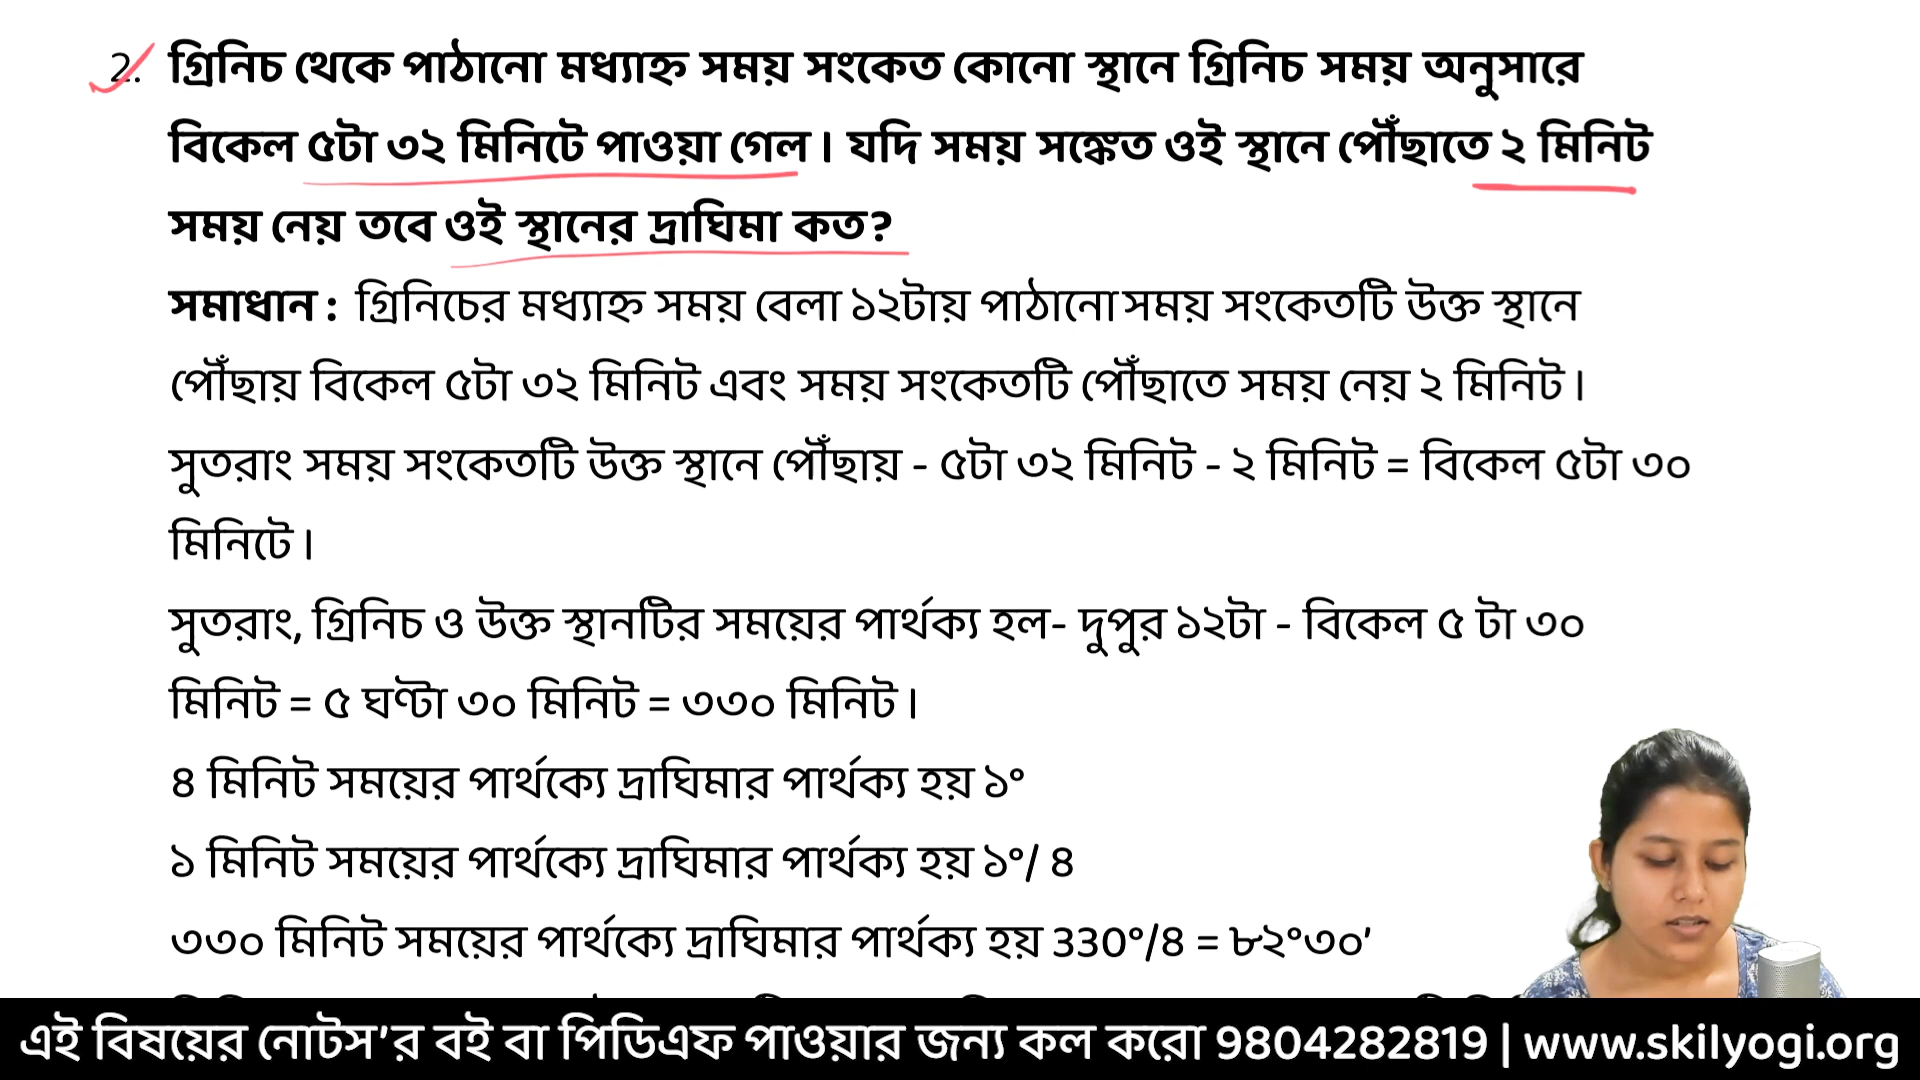 2. গ্রিনিচ থেকে পাঠানো মধ্যাহ্ন সময় সংকেত কোনো স্থানে গ্রিনিচ সময় অনুসারে
বিকেল ৫টা ৩২ মিনিটে পাওয়া গেল। যদি সময় সঙ্কেত ওই স্থানে পৌঁছাতে ২ মিনিট
সময় নেয় তবে ওই স্থানের দ্রাঘিমা কত?
সমাধান : গ্রিনিচের মধ্যাহ্ন সময় বেলা ১২টায় পাঠানো সময় সংকেতটি উক্ত স্থানে
পৌঁছায় বিকেল ৫টা ৩২ মিনিট এবং সময় সংকেতটি পৌঁছাতে সময় নেয় ২ মিনিট।
সুতরাং সময় সংকেতটি উক্ত স্থানে পৌঁছায় - ৫টা ৩২ মিনিট - ২ মিনিট = বিকেল ৫টা ৩০
মিনিটে।
সুতরাং, গ্রিনিচ ও উক্ত স্থানটির সময়ের পার্থক্য হল- দুপুর ১২টা - বিকেল ৫ টা ৩০
মিনিট = ৫ ঘণ্টা ৩০ মিনিট = ৩৩০ মিনিট।
৪ মিনিট সময়ের পার্থক্যে দ্রাঘিমার পার্থক্য হয় ১°
১ মিনিট সময়ের পার্থক্যে দ্রাঘিমার পার্থক্য হয় ১°/ ৪
৩৩০ মিনিট সময়ের পার্থক্যে দ্রাঘিমার পার্থক্য হয় 330°/৪ = ৮২°৩০’
এই বিষয়ের নোটস’র বই বা পিডিএফ পাওয়ার জন্য কল করো 9804282819 | www.skilyogi.org